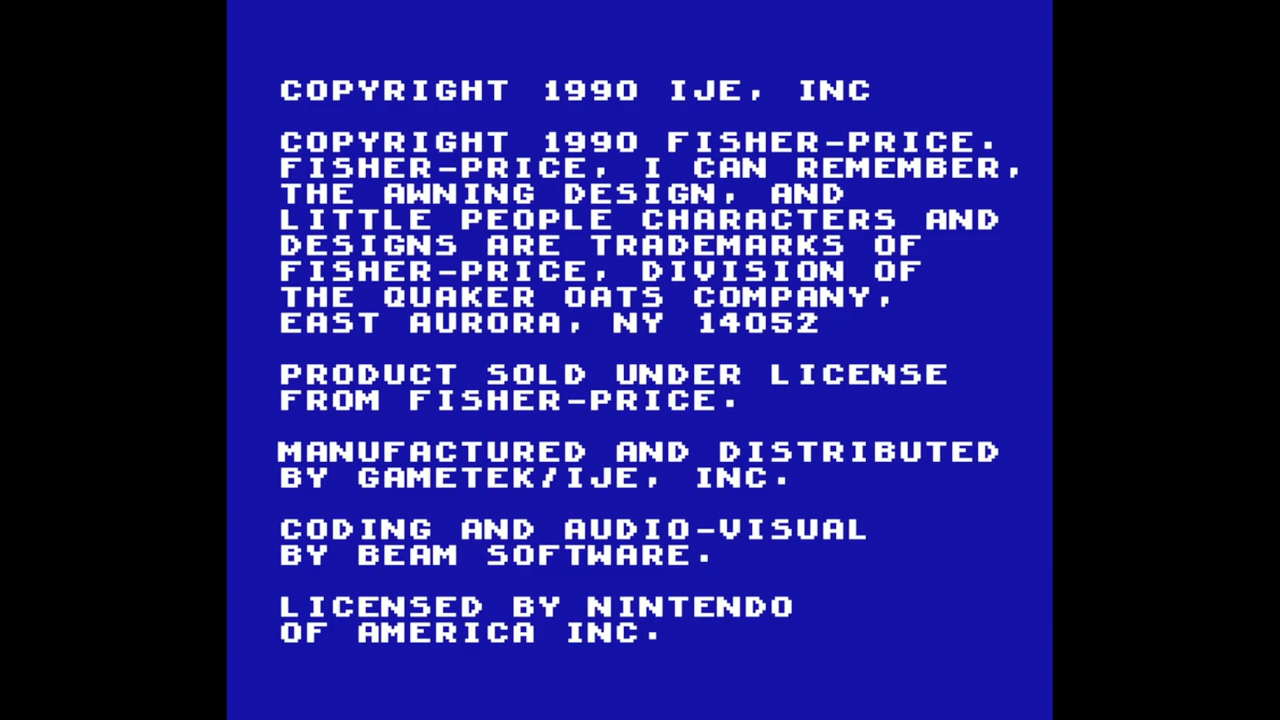 COPYRIGHT 1990 IJE, INC
COPYRIGHT 1990 FISHER-PRICE.
FISHER-PRICE, I CAN REMEMBER,
THE AWNING DESIGN, AND
LITTLE PEOPLE CHARACTERS AND
DESIGNS ARE TRADEMARKS OF
FISHER-PRICE, DIVISION OF
THE QUAKER OATS COMPANY,
EAST AURORA, NY 14052
PRODUCT SOLD UNDER LICENSE
FROM FISHER-PRICE.
MANUFACTURED AND DISTRIBUTED
BY GAMETEK/IJE, INC.
CODING AND AUDIO-VISUAL
BY BEAM SOFTWARE.
LICENSED BY NINTENDO
OF AMERICA INC.